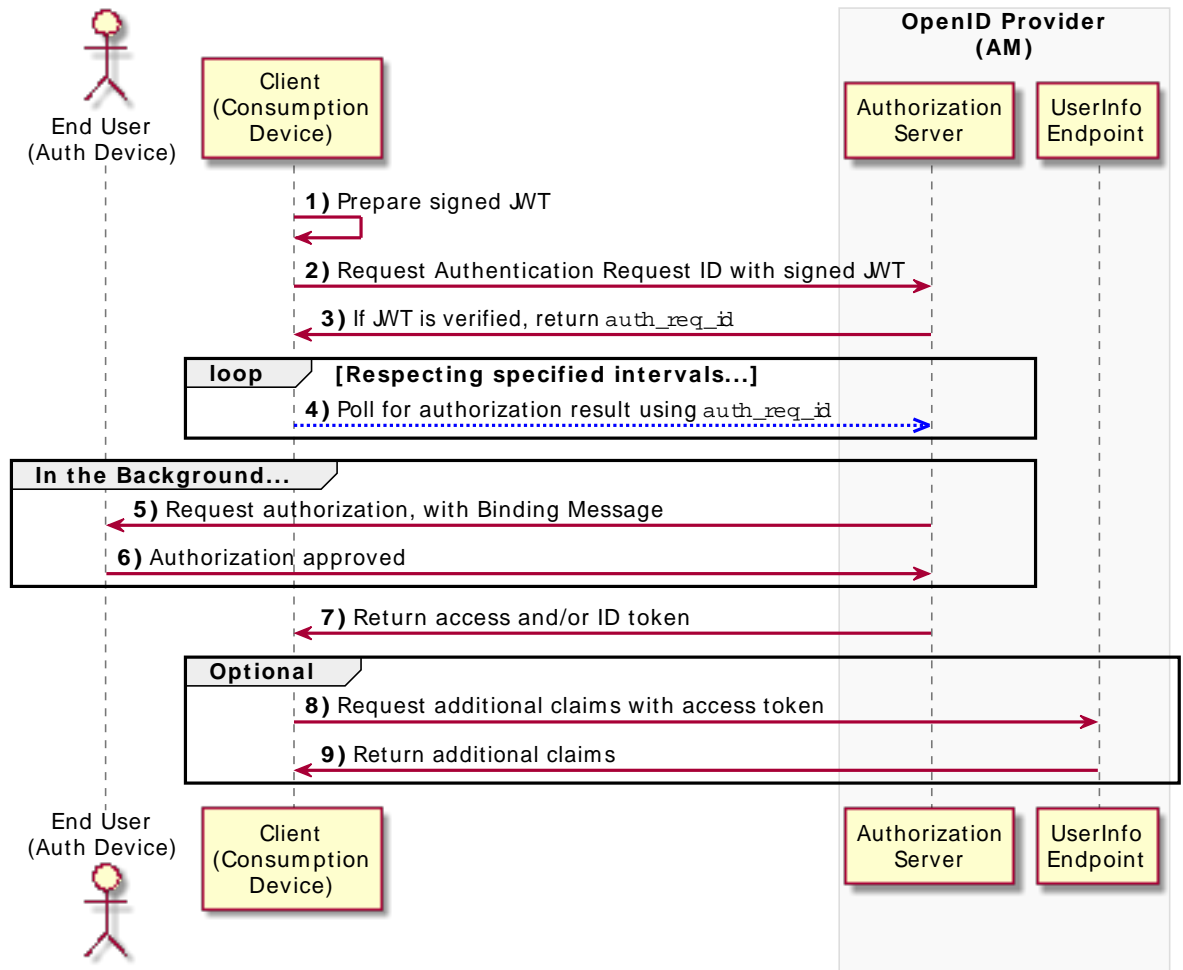 OpenID Provider
(AM)
End User
(Auth Device)
Client
(Consumption
Device)
Authorization
Server
UserInfo
Endpoint
1) Prepare signed JWT
2) Request Authentication Request ID with signed JWT
3) If JWT is verified, return auth_req_id
loop [Respecting specified intervals...]
4) Poll for authorization result using auth_req_id
In the Background...
5) Request authorization, with Binding Message
6) Authorization approved
7) Return access and/or ID token
Optional
8) Request additional claims with access token
9) Return additional claims
End User
(Auth Device)
Client
(Consumption
Device)
Authorization
Server
UserInfo
Endpoint